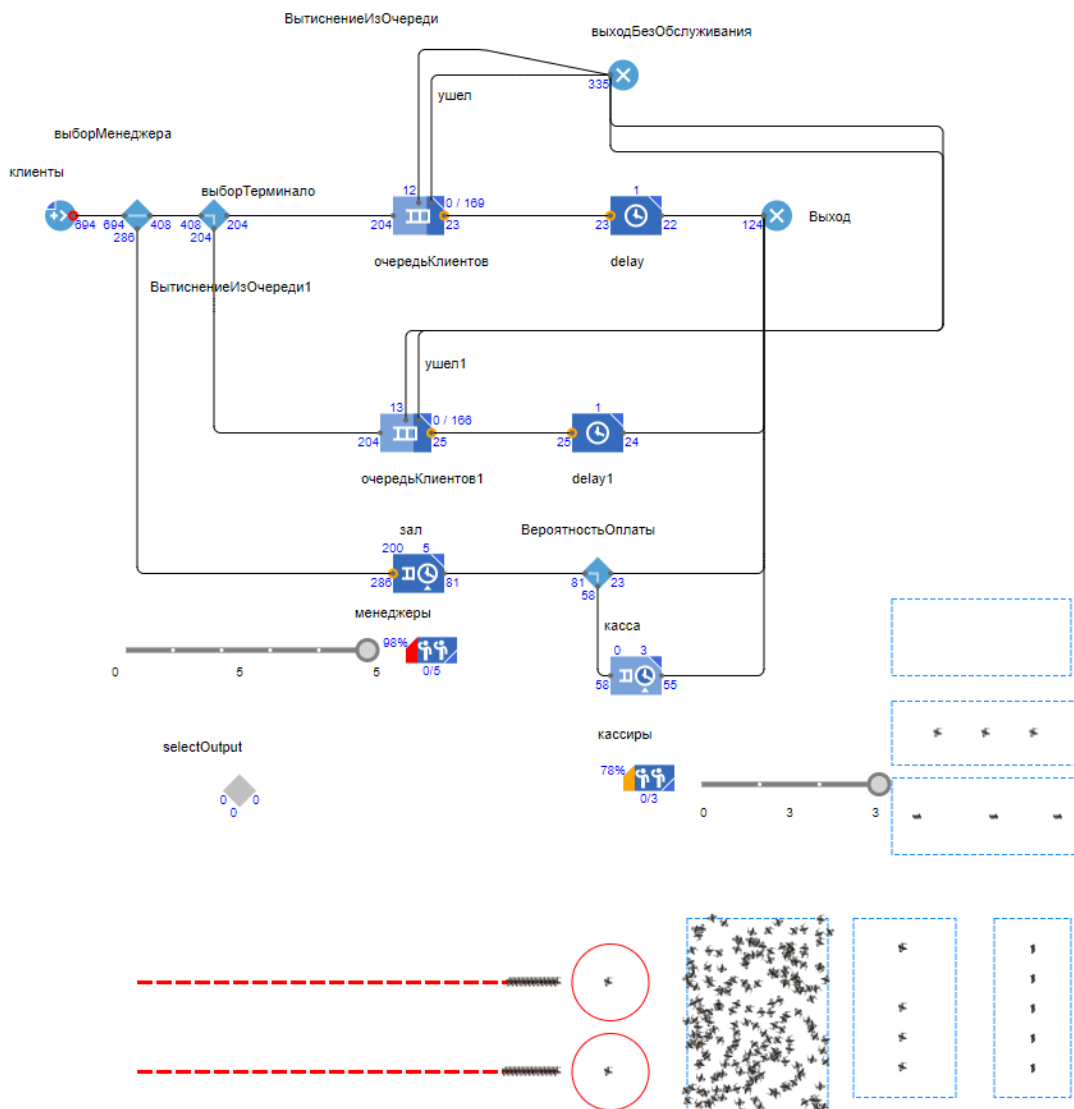 ВытиснениеИзОчереди
выходБезОбслуживания
335
ушел
выборМенеджера
клиенты
выборТерминало
12
0 / 169
1
694
694
408
408
204
204
23
23
22
124
Выход
286
204
очередьКлиентов
delay
ВытиснениеИзОчереди1
ушел1
13
0 / 166
1
204
25
25
24
очередьКлиентов1
delay1
зал
ВероятностьОплаты
200
5
286
81
81
23
58
менеджеры
касса
98%
0
3
0/5
0
5
5
58
55
selectOutput
кассиры
0
0
0
78%
0/3
0
3
3